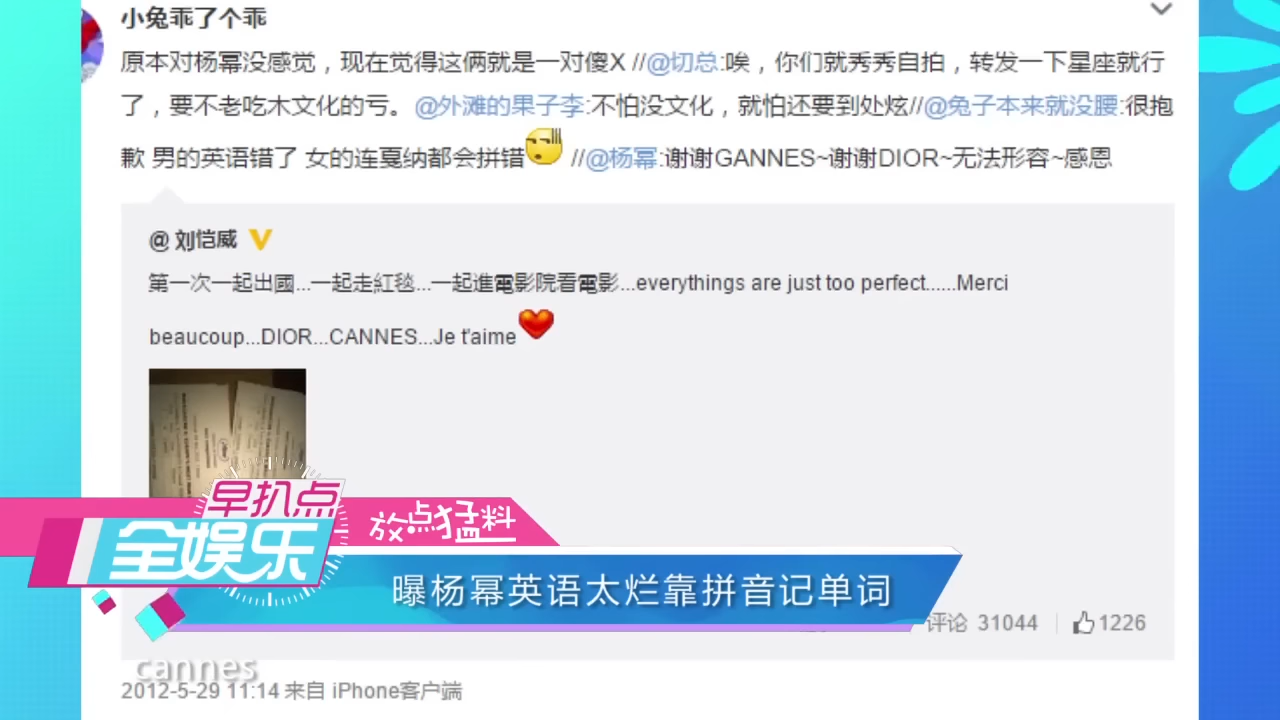 小兔乖了个乖
原本对杨幂没感觉，现在觉得这俩就是一对傻X //@切总:唉，你们就秀秀自拍，转发一下星座就行
了，要不老吃木文化的亏。@外滩的果子李:不怕没文化，就怕还要到处炫//@兔子本来就没腰:很抱
歉 男的英语错了 女的连戛纳都会拼错 //@杨幂:谢谢GANNES~谢谢DIOR~无法形容~感恩
@刘恺威
第一次一起出國...一起走紅毯...一起進電影院看電影...everythings are just too perfect......Merci
beaucoup...DIOR...CANNES...Je t'aime
早扒点
全娱乐
放点猛料
曝杨幂英语太烂靠拼音记单词
评论 31044 1226
cannes
2012-5-29 11:14 来自 iPhone客户端